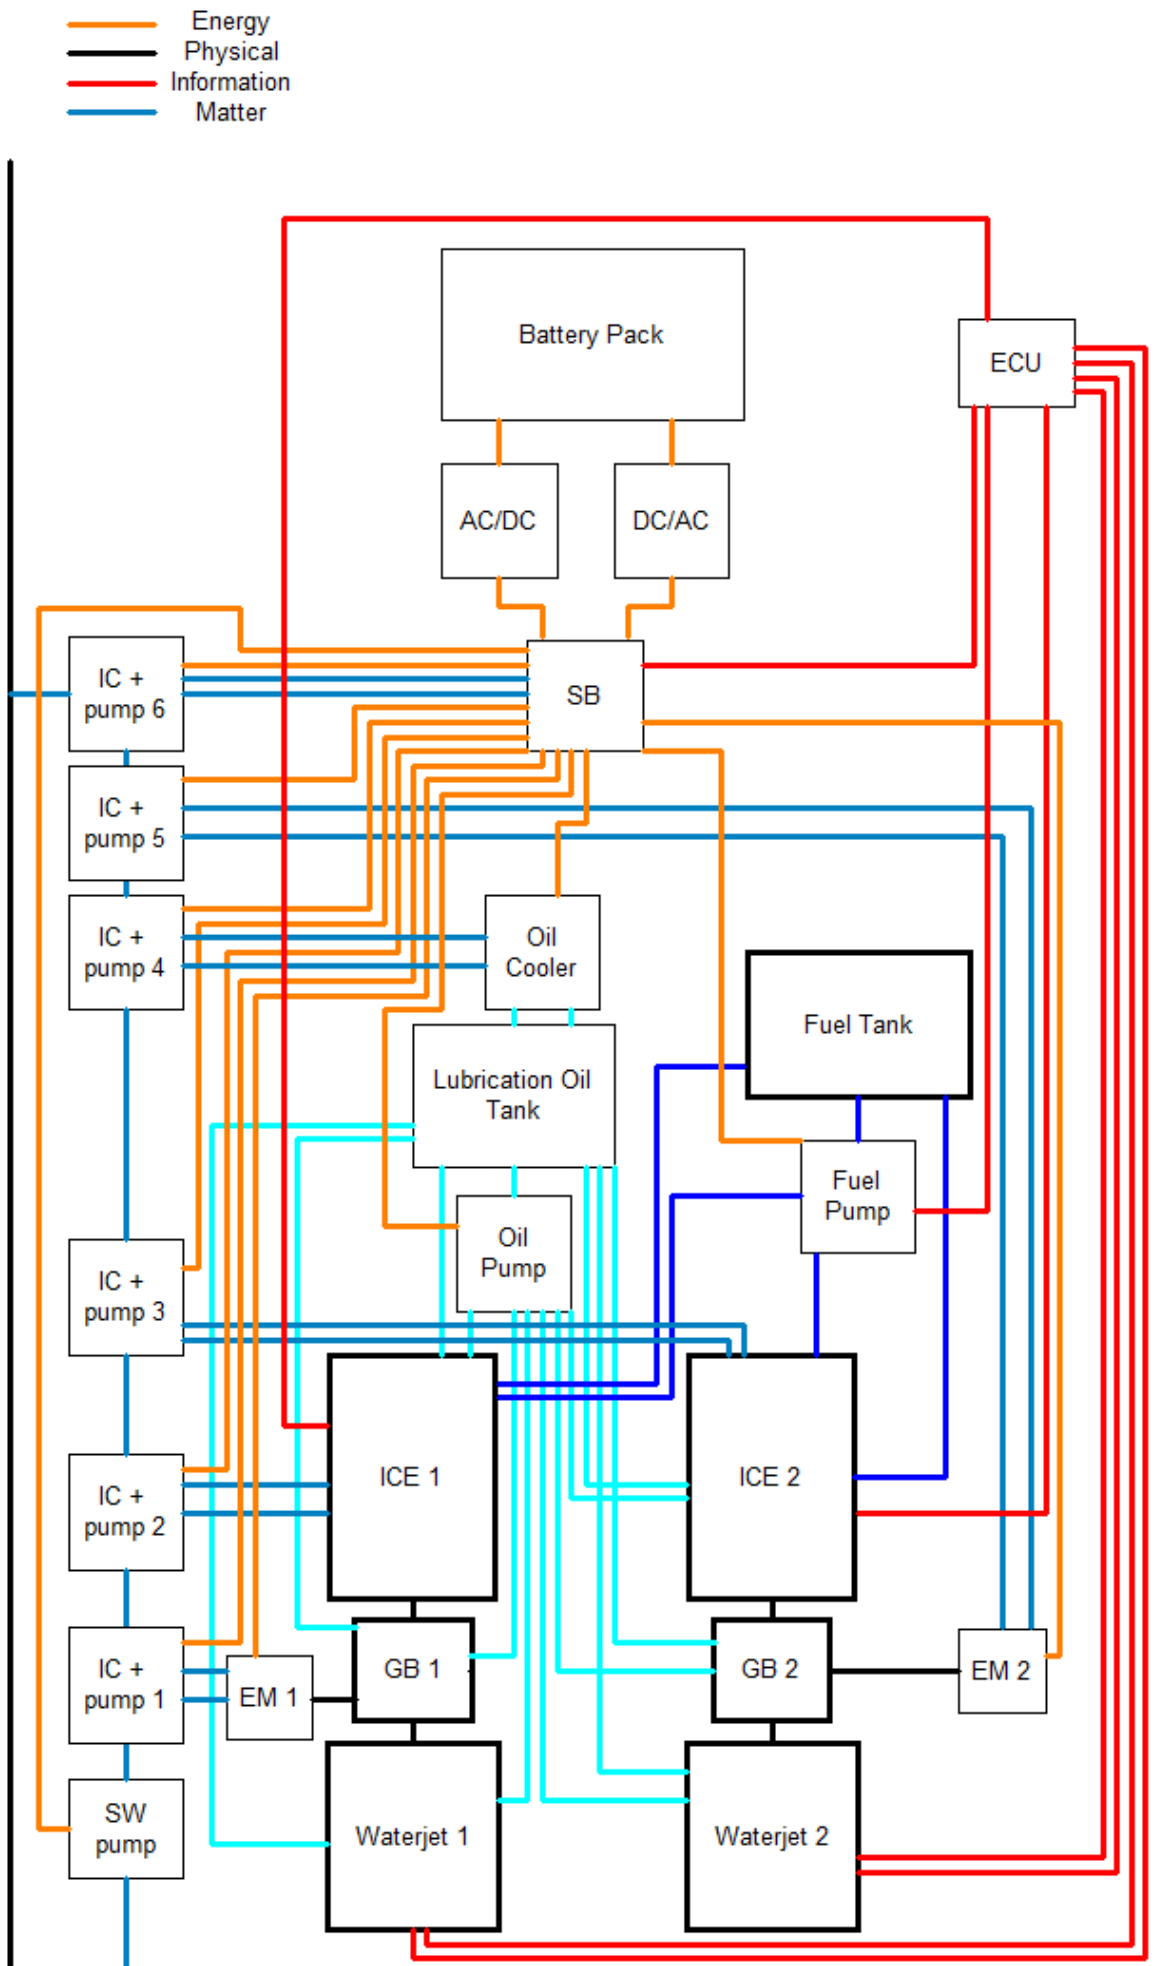 Energy
Physical
Information
Matter
Battery Pack
ECU
AC/DC
DC/AC
IC +
pump 6
SB
IC +
pump 5
IC +
pump 4
Oil
Cooler
Fuel Tank
Lubrication Oil
Tank
Fuel
Pump
Oil
Pump
IC +
pump 3
ICE 1
ICE 2
IC +
pump 2
IC +
pump 1
EM 1
GB 1
GB 2
EM 2
SW
pump
Waterjet 1
Waterjet 2